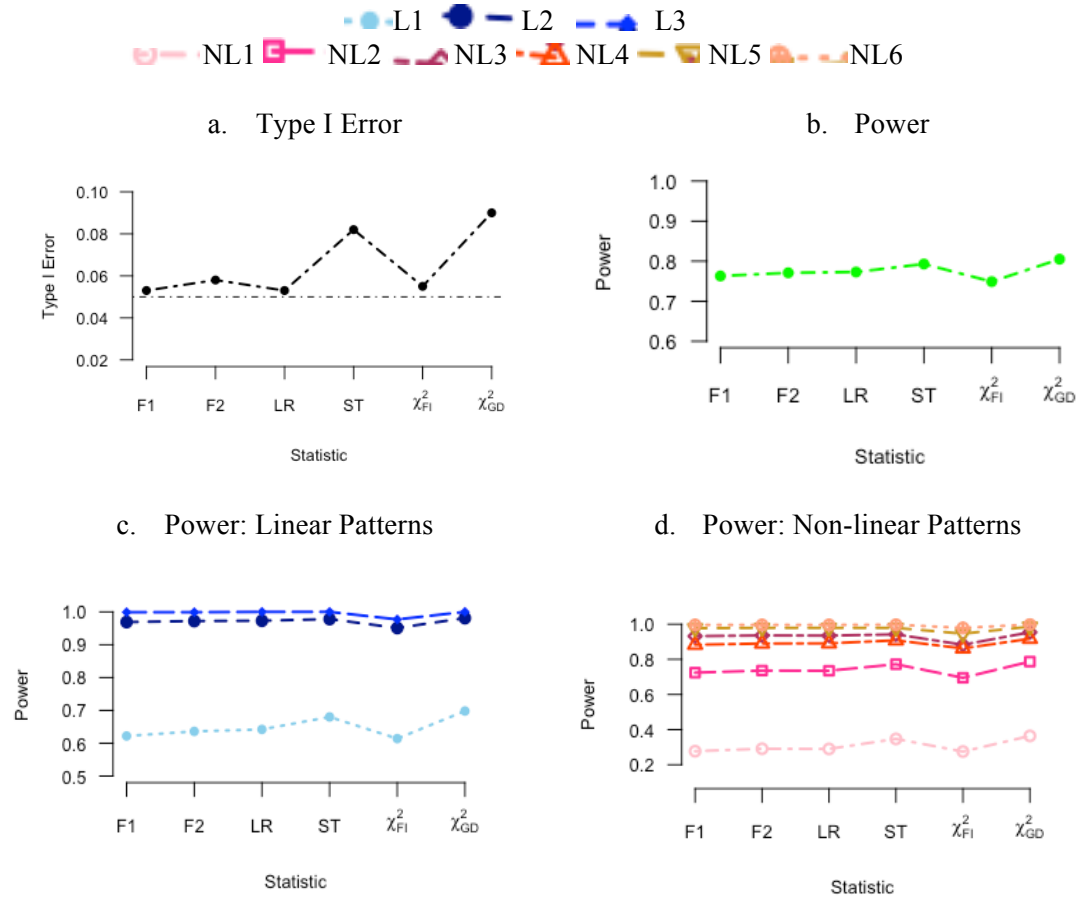 L1 L2 L3
NL1 NL2 NL3 NL4 NL5 NL6
a. Type I Error
b. Power
0.10
0.08
0.06
0.04
0.02
Type I Error
F1 F2 LR ST χ²FI χ²GD
Statistic
1.0
0.9
0.8
0.7
0.6
Power
F1 F2 LR ST χ²FI χ²GD
Statistic
c. Power: Linear Patterns
d. Power: Non-linear Patterns
1.0
0.9
0.8
0.7
0.6
0.5
Power
F1 F2 LR ST χ²FI χ²GD
Statistic
1.0
0.8
0.6
0.4
0.2
Power
F1 F2 LR ST χ²FI χ²GD
Statistic